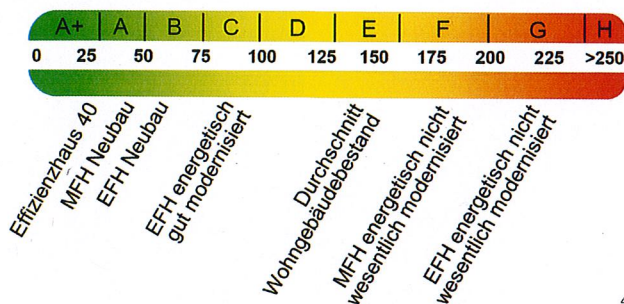 A+ A B C D E F G H
0 25 50 75 100 125 150 175 200 225 >250
Effizienzhaus 40
MFH Neubau
EFH Neubau
EFH energetisch
gut modernisiert
Durchschnitt
Wohngebäudebestand
MFH energetisch nicht
wesentlich modernisiert
EFH energetisch nicht
wesentlich modernisiert